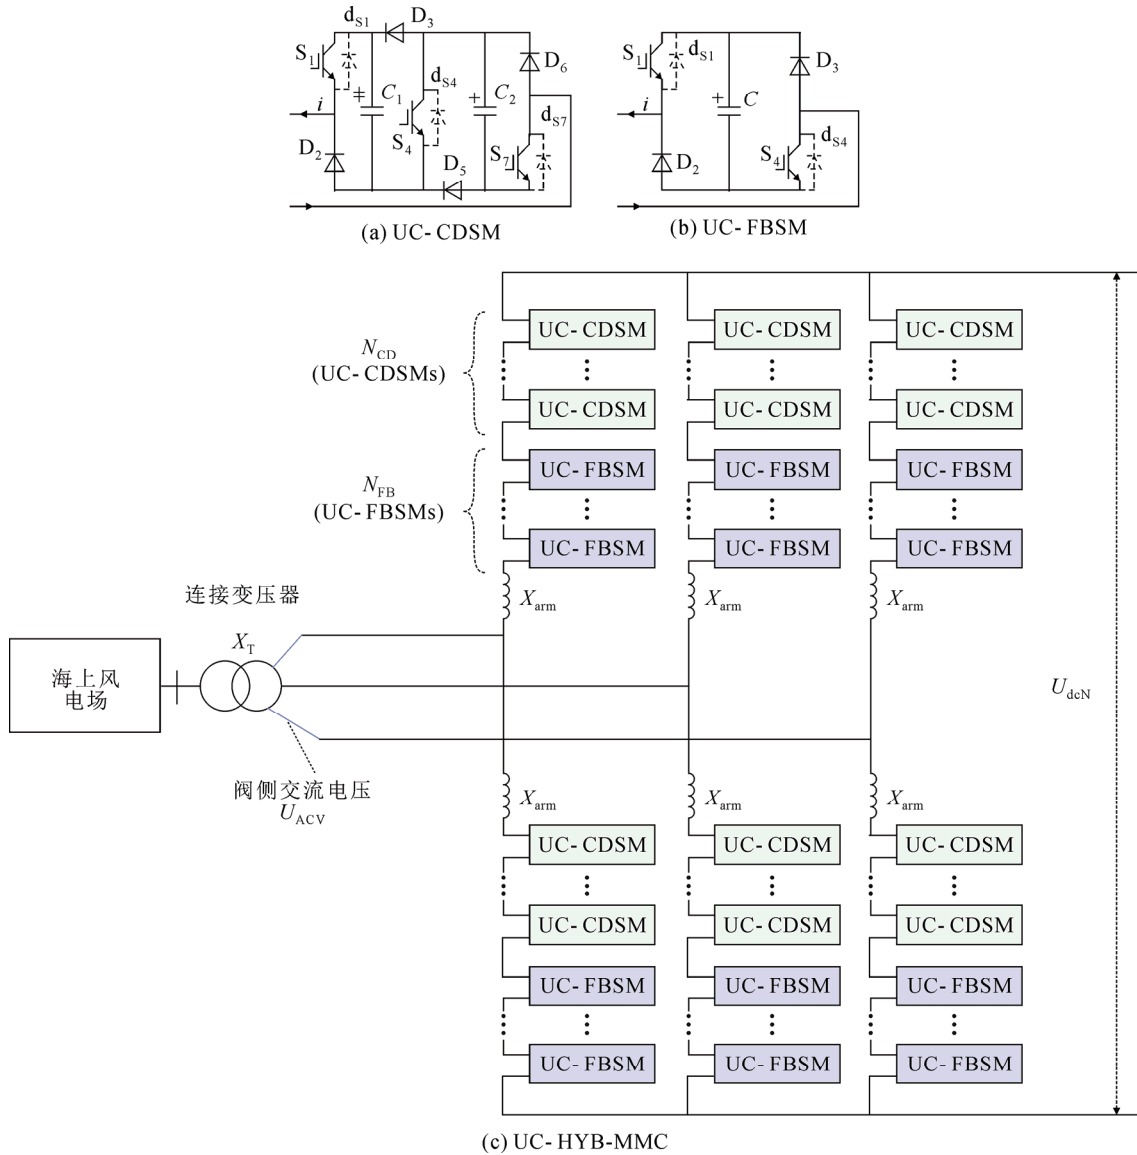 d_S1 D_3
S_1 D_6
+ C_1 d_S4 + C_2
i d_S7
D_2 S_4 D_5 S_7
(a) UC-CDSM
S_1 d_S1 D_3
i + C
d_S4
D_2 S_4
(b) UC-FBSM
UC-CDSM UC-CDSM UC-CDSM
N_CD
(UC-CDSMs)
UC-CDSM UC-CDSM UC-CDSM
UC-FBSM UC-FBSM UC-FBSM
N_FB
(UC-FBSMs)
UC-FBSM UC-FBSM UC-FBSM
连接变压器
X_arm X_arm X_arm
X_T
海上风
电场
U_dcN
阀侧交流电压
U_ACV
X_arm X_arm X_arm
UC-CDSM UC-CDSM UC-CDSM
UC-CDSM UC-CDSM UC-CDSM
UC-FBSM UC-FBSM UC-FBSM
UC-FBSM UC-FBSM UC-FBSM
(c) UC-HYB-MMC